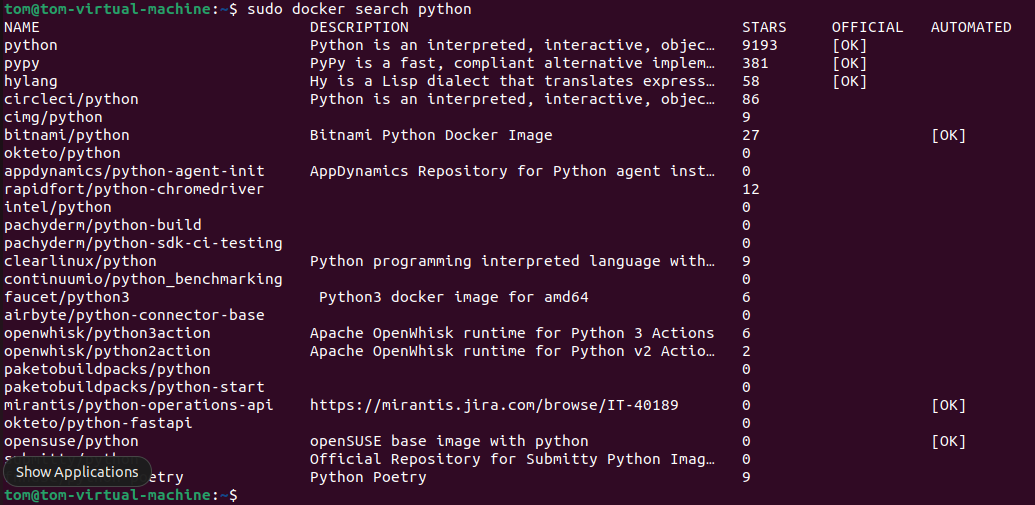 tom@tom-virtual-machine:~$ sudo docker search python
NAME DESCRIPTION STARS OFFICIAL AUTOMATED
python Python is an interpreted, interactive, objec… 9193 [OK]
pypy PyPy is a fast, compliant alternative implem… 381 [OK]
hylang Hy is a Lisp dialect that translates express… 58 [OK]
circleci/python Python is an interpreted, interactive, objec… 86
cimg/python 9
bitnami/python Bitnami Python Docker Image 27 [OK]
okteto/python 0
appdynamics/python-agent-init AppDynamics Repository for Python agent inst… 0
rapidfort/python-chromedriver 12
intel/python 0
pachyderm/python-build 0
pachyderm/python-sdk-ci-testing 0
clearlinux/python Python programming interpreted language with… 9
continuumio/python_benchmarking 0
faucet/python3 Python3 docker image for amd64 6
airbyte/python-connector-base 0
openwhisk/python3action Apache OpenWhisk runtime for Python 3 Actions 6
openwhisk/python2action Apache OpenWhisk runtime for Python v2 Actio… 2
paketobuildpacks/python 0
paketobuildpacks/python-start 0
mirantis/python-operations-api https://mirantis.jira.com/browse/IT-40189 0 [OK]
okteto/python-fastapi 0
opensuse/python openSUSE base image with python 0 [OK]
Official Repository for Submitty Python Imag… 0
Show Applications
etry Python Poetry 9
tom@tom-virtual-machine:~$